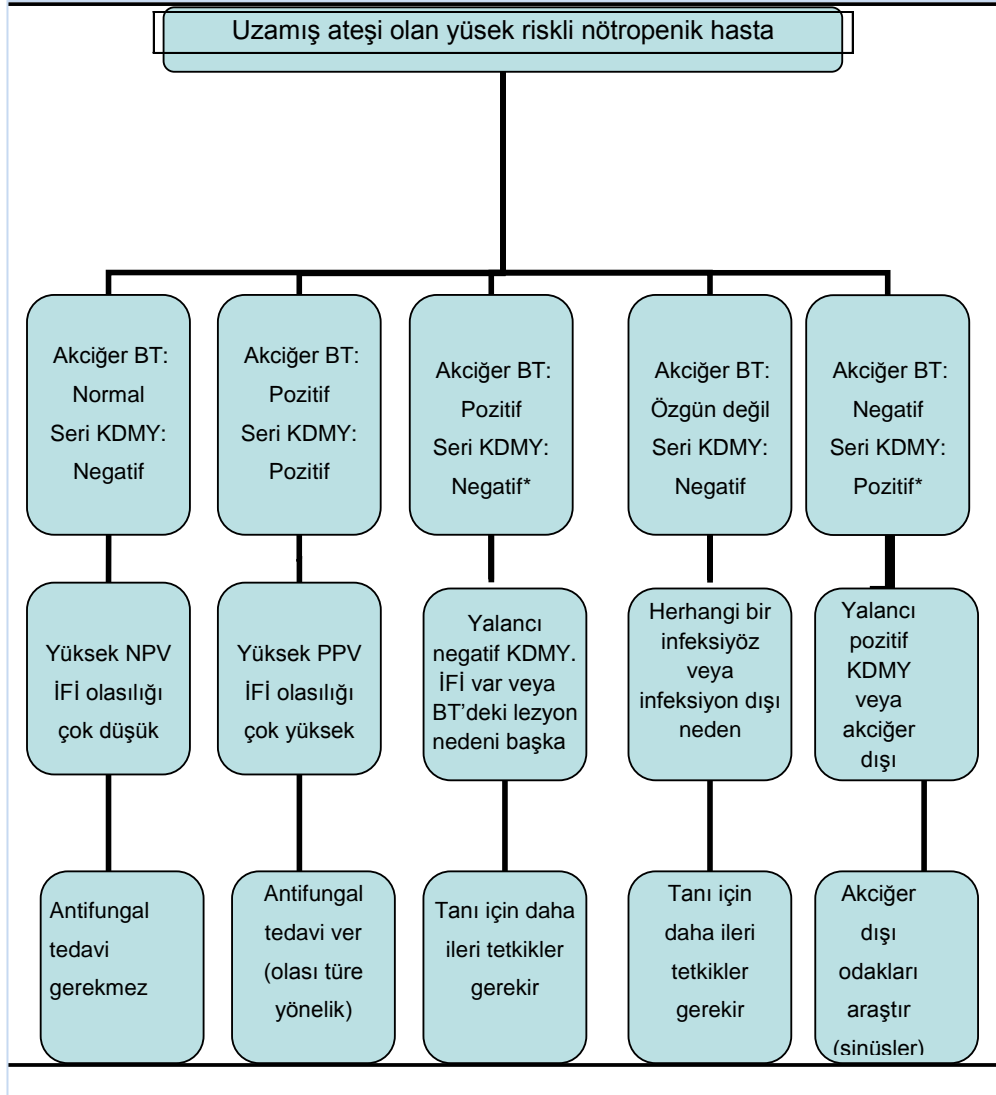 Uzamış ateşi olan yüsek riskli nötropenik hasta
Akciğer BT:
Normal
Seri KDMY:
Negatif
Akciğer BT:
Pozitif
Seri KDMY:
Pozitif
Akciğer BT:
Pozitif
Seri KDMY:
Negatif*
Akciğer BT:
Özgün değil
Seri KDMY:
Negatif
Akciğer BT:
Negatif
Seri KDMY:
Pozitif*
Yüksek NPV
İFİ olasılığı
çok düşük
Yüksek PPV
İFİ olasılığı
çok yüksek
Yalancı
negatif KDMY.
İFİ var veya
BT’deki lezyon
nedeni başka
Herhangi bir
infeksiyöz
veya
infeksiyon dışı
neden
Yalancı
pozitif
KDMY
veya
akciğer
dışı
Antifungal
tedavi
gerekmez
Antifungal
tedavi ver
(olası türe
yönelik)
Tanı için daha
ileri tetkikler
gerekir
Tanı için
daha ileri
tetkikler
gerekir
Akciğer
dışı
odakları
araştır
(sinüsler)